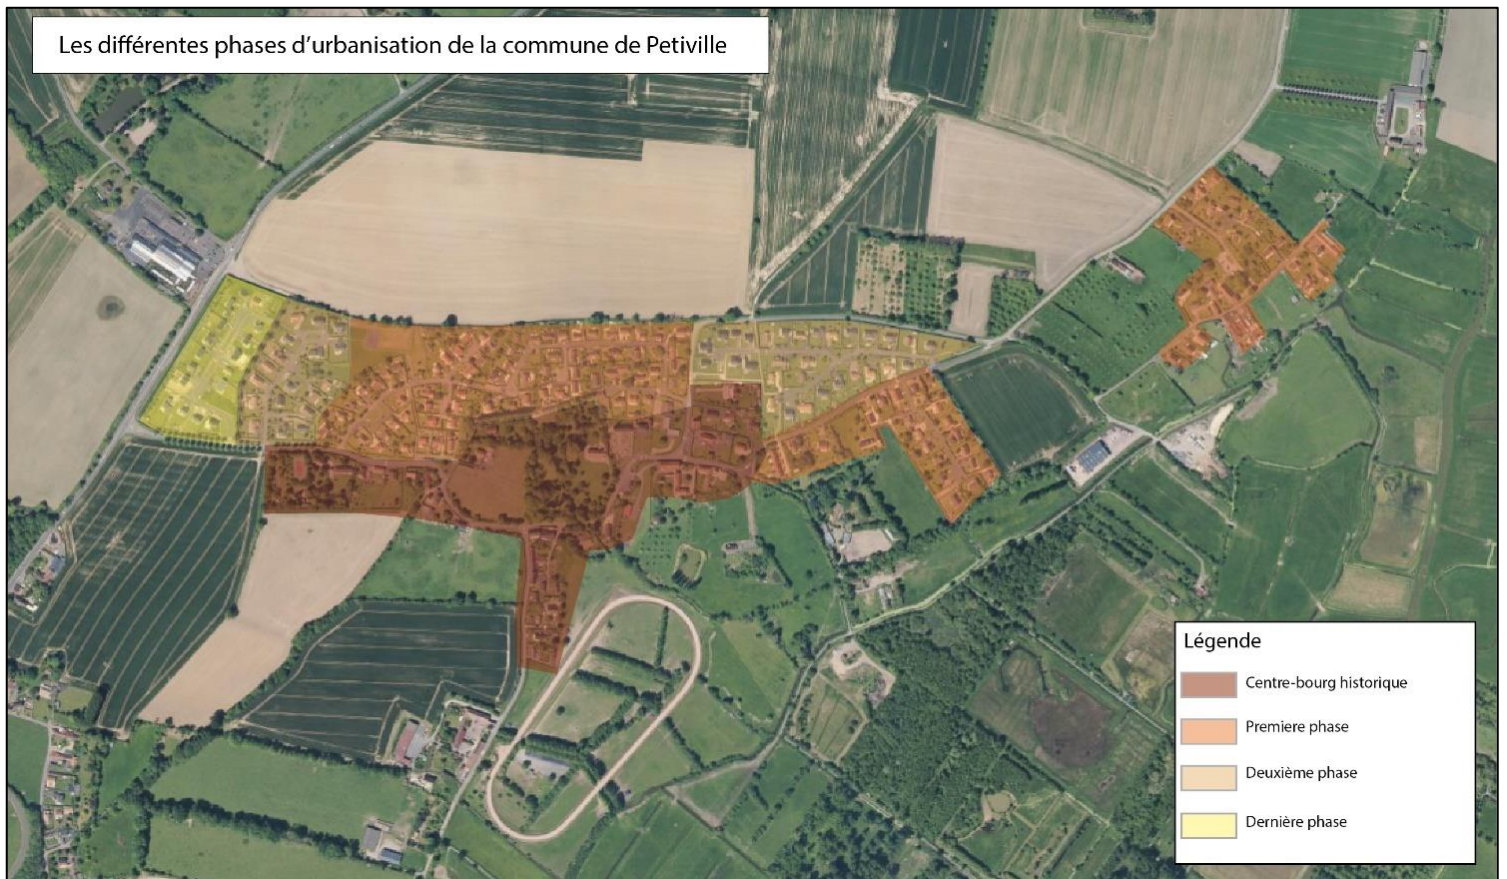 Les différentes phases d'urbanisation de la commune de Petiville
Légende
Centre-bourg historique
Premiere phase
Deuxième phase
Dernière phase